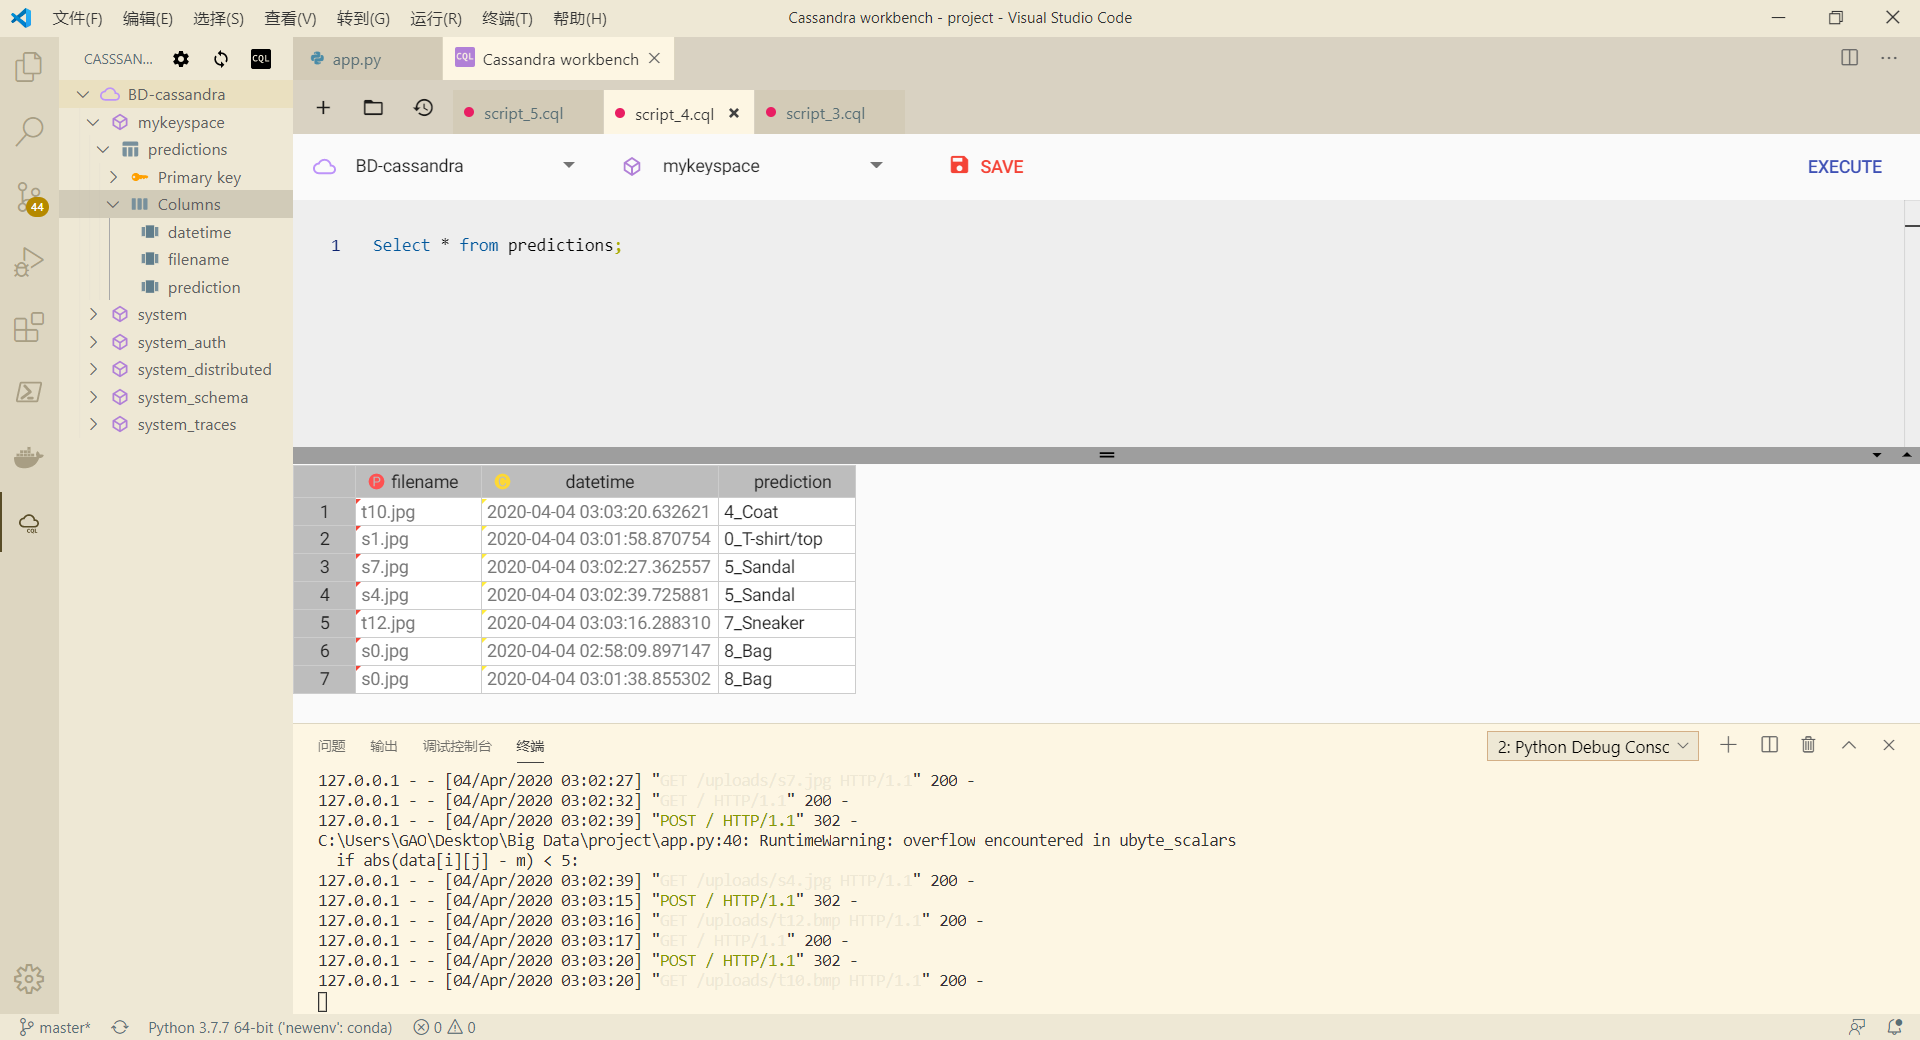 文件(F) 编辑(E) 选择(S) 查看(V) 转到(G) 运行(R) 终端(T) 帮助(H) Cassandra workbench - project - Visual Studio Code
CASSSAN... CQL
app.py CQL Cassandra workbench
BD-cassandra
mykeyspace
predictions
Primary key
Columns
datetime
filename
prediction
system
system_auth
system_distributed
system_schema
system_traces
44
CQL
script_5.cql script_4.cql script_3.cql
BD-cassandra mykeyspace SAVE EXECUTE
1 Select * from predictions;
P filename C datetime prediction
1 t10.jpg 2020-04-04 03:03:20.632621 4_Coat
2 s1.jpg 2020-04-04 03:01:58.870754 0_T-shirt/top
3 s7.jpg 2020-04-04 03:02:27.362557 5_Sandal
4 s4.jpg 2020-04-04 03:02:39.725881 5_Sandal
5 t12.jpg 2020-04-04 03:03:16.288310 7_Sneaker
6 s0.jpg 2020-04-04 02:58:09.897147 8_Bag
7 s0.jpg 2020-04-04 03:01:38.855302 8_Bag
问题 输出 调试控制台 终端 2: Python Debug Consc
127.0.0.1 - - [04/Apr/2020 03:02:27] "GET /uploads/s7.jpg HTTP/1.1" 200 -
127.0.0.1 - - [04/Apr/2020 03:02:32] "GET / HTTP/1.1" 200 -
127.0.0.1 - - [04/Apr/2020 03:02:39] "POST / HTTP/1.1" 302 -
C:\Users\GAO\Desktop\Big Data\project\app.py:40: RuntimeWarning: overflow encountered in ubyte_scalars
if abs(data[i][j] - m) < 5:
127.0.0.1 - - [04/Apr/2020 03:02:39] "GET /uploads/s4.jpg HTTP/1.1" 200 -
127.0.0.1 - - [04/Apr/2020 03:03:15] "POST / HTTP/1.1" 302 -
127.0.0.1 - - [04/Apr/2020 03:03:16] "GET /uploads/t12.bmp HTTP/1.1" 200 -
127.0.0.1 - - [04/Apr/2020 03:03:17] "GET / HTTP/1.1" 200 -
127.0.0.1 - - [04/Apr/2020 03:03:20] "POST / HTTP/1.1" 302 -
127.0.0.1 - - [04/Apr/2020 03:03:20] "GET /uploads/t10.bmp HTTP/1.1" 200 -
master* Python 3.7.7 64-bit ('newenv': conda) 0 0